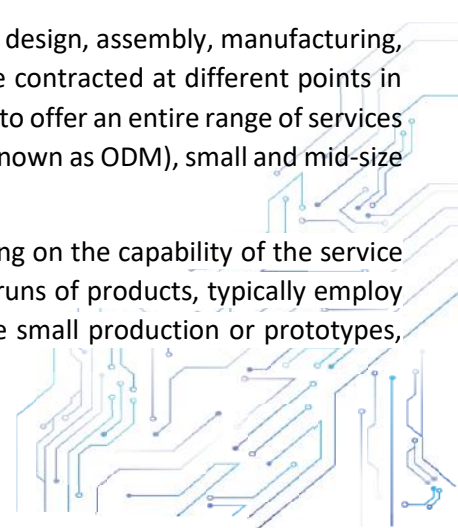 design, assembly, manufacturing,
contracted at different points in
to offer an entire range of services
nown as ODM), small and mid-size
ng on the capability of the service
runs of products, typically employ
small production or prototypes,